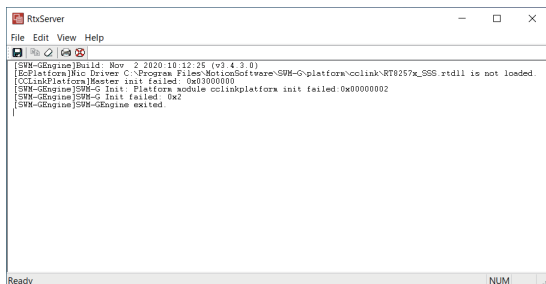 RtxServer
File Edit View Help
[SWM-GEngine]Build: Nov  2 2020:10:12:25 (v3.4.3.0)
[EcPlatform]Nic Driver C:\Program Files\MotionSoftware\SWM-G\platform\cclink\RT8257x_SSS.rtdll is not loaded.
[CCLinkPlatform]Master init failed: 0x03000000
[SWM-GEngine]SWM-G Init: Platform module cclinkplatform init failed:0x00000002
[SWM-GEngine]SWM-G Init failed: 0x2
[SWM-GEngine]SWM-GEngine exited.
Ready
NUM